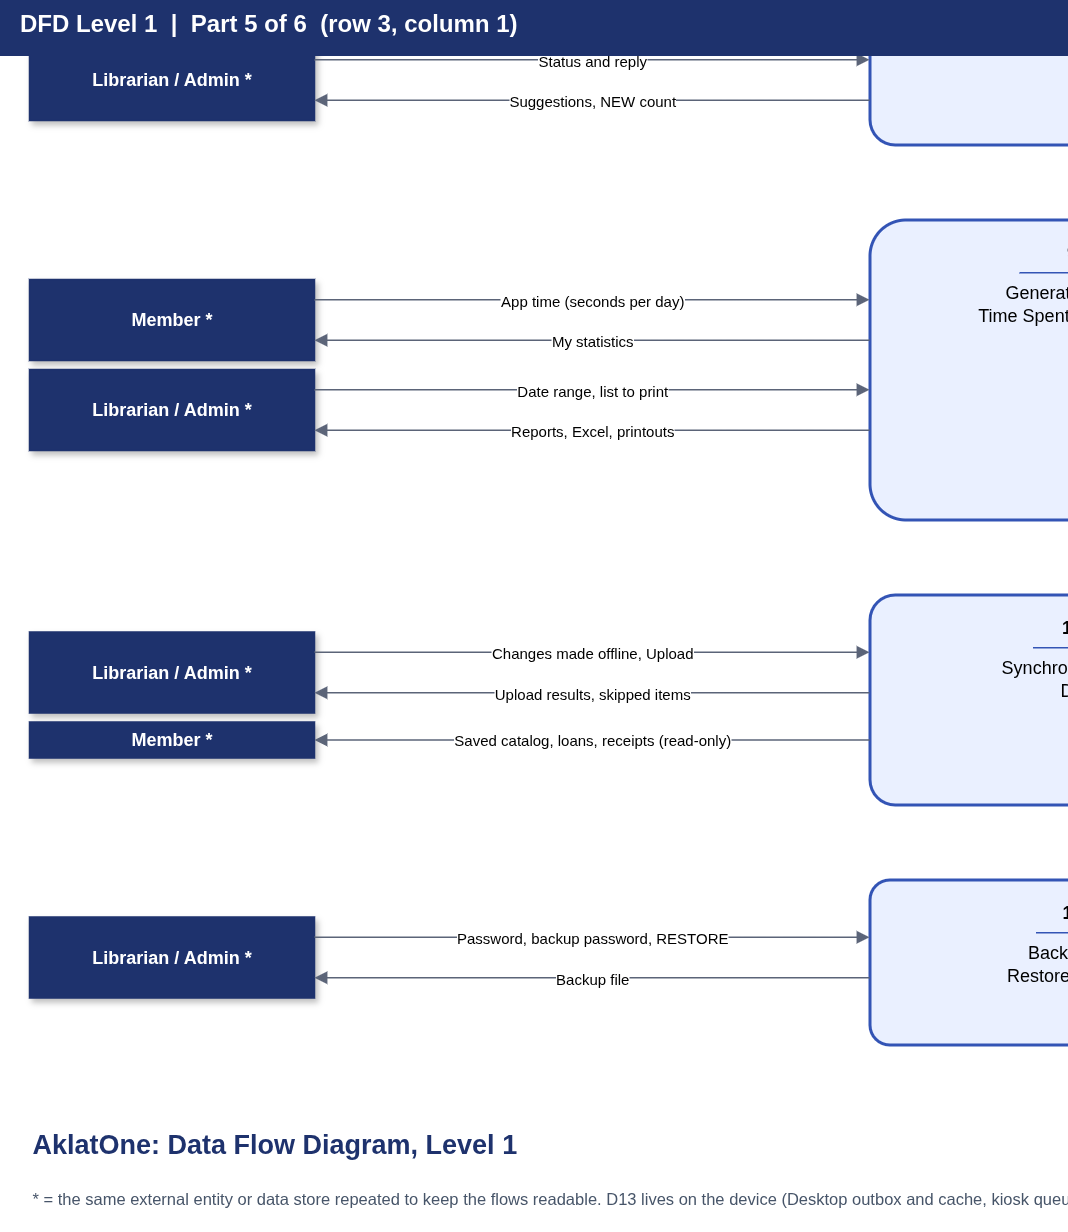 DFD Level 1 | Part 5 of 6 (row 3, column 1)
Librarian / Admin *
Status and reply
Suggestions, NEW count
Member *
App time (seconds per day)
My statistics
Generat
Time Spent
Librarian / Admin *
Date range, list to print
Reports, Excel, printouts
Librarian / Admin *
Changes made offline, Upload
Upload results, skipped items
1
Synchro
D
Member *
Saved catalog, loans, receipts (read-only)
Librarian / Admin *
Password, backup password, RESTORE
Backup file
1
Back
Restore
AklatOne: Data Flow Diagram, Level 1
* = the same external entity or data store repeated to keep the flows readable. D13 lives on the device (Desktop outbox and cache, kiosk queu